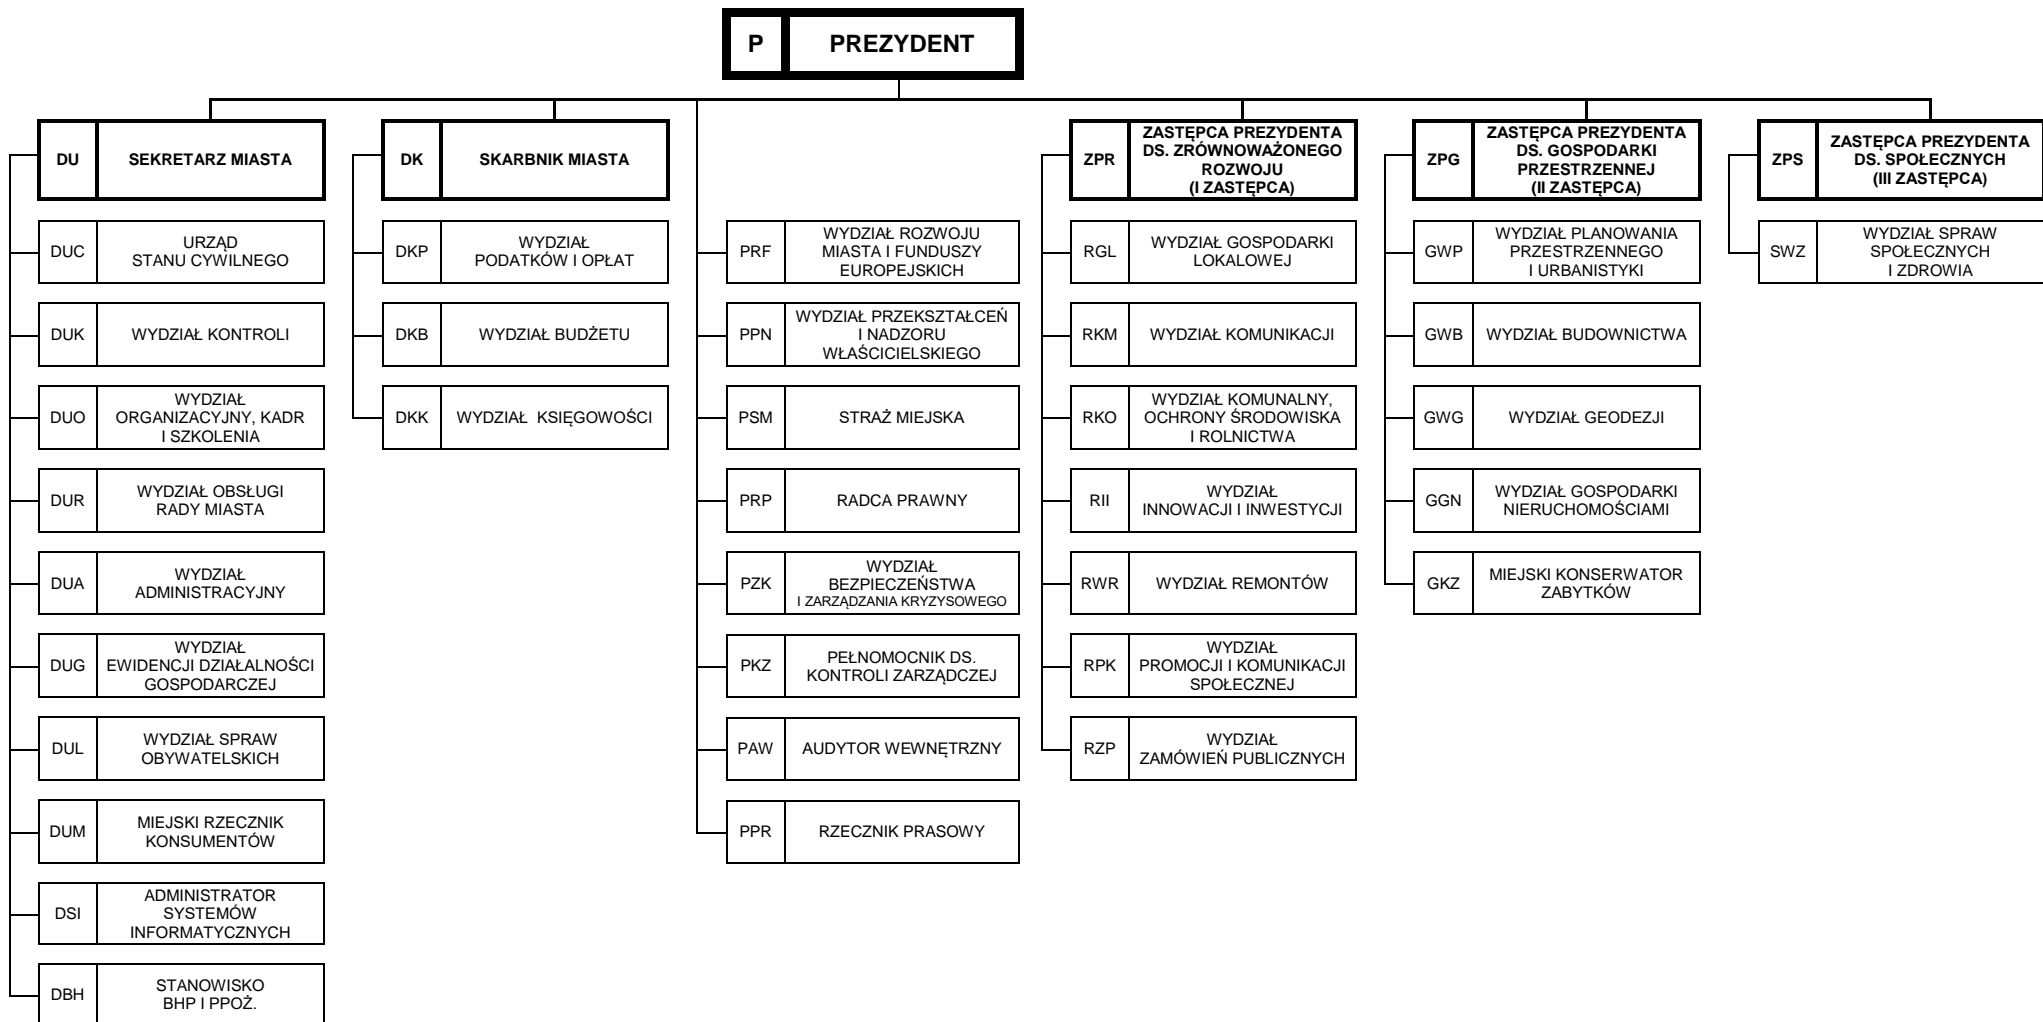 P
PREZYDENT
DU
SEKRETARZ MIASTA
DUC
URZĄD
STANU CYWILNEGO
DUK
WYDZIAŁ KONTROLI
DUO
WYDZIAŁ
ORGANIZACYJNY, KADR
I SZKOLENIA
DUR
WYDZIAŁ OBSŁUGI
RADY MIASTA
DUA
WYDZIAŁ
ADMINISTRACYJNY
DUG
WYDZIAŁ
EWIDENCJI DZIAŁALNOŚCI
GOSPODARCZEJ
DUL
WYDZIAŁ SPRAW
OBYWATELSKICH
DUM
MIEJSKI RZECZNIK
KONSUMENTÓW
DSI
ADMINISTRATOR
SYSTEMÓW
INFORMATYCZNYCH
DBH
STANOWISKO
BHP I PPOŻ.
DK
SKARBNIK MIASTA
DKP
WYDZIAŁ
PODATKÓW I OPŁAT
DKB
WYDZIAŁ BUDŻETU
DKK
WYDZIAŁ KSIĘGOWOŚCI
PRF
WYDZIAŁ ROZWOJU
MIASTA I FUNDUSZY
EUROPEJSKICH
PPN
WYDZIAŁ PRZEKSZTAŁCEŃ
I NADZORU
WŁAŚCICIELSKIEGO
PSM
STRAŻ MIEJSKA
PRP
RADCA PRAWNY
PZK
WYDZIAŁ
BEZPIECZEŃSTWA
I ZARZĄDZANIA KRYZYSOWEGO
PKZ
PEŁNOMOCNIK DS.
KONTROLI ZARZĄDCZEJ
PAW
AUDYTOR WEWNĘTRZNY
PPR
RZECZNIK PRASOWY
ZPR
ZASTĘPCA PREZYDENTA
DS. ZRÓWNOWAŻONEGO
ROZWOJU
(I ZASTĘPCA)
RGL
WYDZIAŁ GOSPODARKI
LOKALOWEJ
RKM
WYDZIAŁ KOMUNIKACJI
RKO
WYDZIAŁ KOMUNALNY,
OCHRONY ŚRODOWISKA
I ROLNICTWA
RII
WYDZIAŁ
INNOWACJI I INWESTYCJI
RWR
WYDZIAŁ REMONTÓW
RPK
WYDZIAŁ
PROMOCJI I KOMUNIKACJI
SPOŁECZNEJ
RZP
WYDZIAŁ
ZAMÓWIEŃ PUBLICZNYCH
ZPG
ZASTĘPCA PREZYDENTA
DS. GOSPODARKI
PRZESTRZENNEJ
(II ZASTĘPCA)
GWP
WYDZIAŁ PLANOWANIA
PRZESTRZENNEGO
I URBANISTYKI
GWB
WYDZIAŁ BUDOWNICTWA
GWG
WYDZIAŁ GEODEZJI
GGN
WYDZIAŁ GOSPODARKI
NIERUCHOMOŚCIAMI
GKZ
MIEJSKI KONSERWATOR
ZABYTKÓW
ZPS
ZASTĘPCA PREZYDENTA
DS. SPOŁECZNYCH
(III ZASTĘPCA)
SWZ
WYDZIAŁ SPRAW
SPOŁECZNYCH
I ZDROWIA